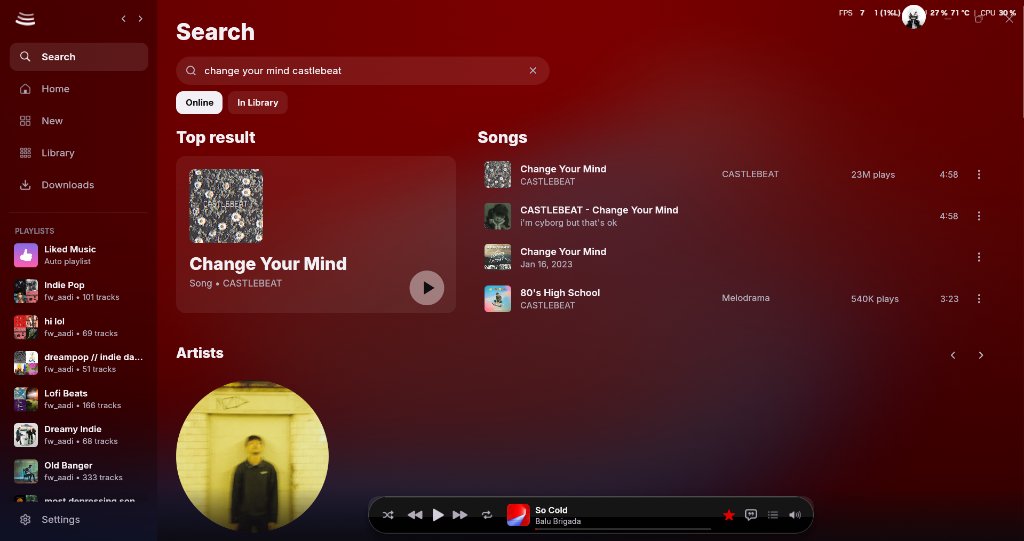 FPS 7 1 (1%L) 27 % 71 °C | CPU 30 %
Search
Home
New
Library
Downloads
PLAYLISTS
Liked Music
Auto playlist
Indie Pop
fw_aadi • 101 tracks
hi lol
fw_aadi • 69 tracks
dreampop // indie da...
fw_aadi • 51 tracks
Lofi Beats
fw_aadi • 166 tracks
Dreamy Indie
fw_aadi • 68 tracks
Old Banger
fw_aadi • 333 tracks
most depressing son
Settings
Search
change your mind castlebeat
Online
In Library
Top result
CASTLEBEAT
Change Your Mind
Song • CASTLEBEAT
Songs
Change Your Mind
CASTLEBEAT
CASTLEBEAT
23M plays
4:58
CASTLEBEAT - Change Your Mind
i'm cyborg but that's ok
4:58
Change Your Mind
Jan 16, 2023
80's High School
CASTLEBEAT
Melodrama
540K plays
3:23
Artists
So Cold
Balu Brigada